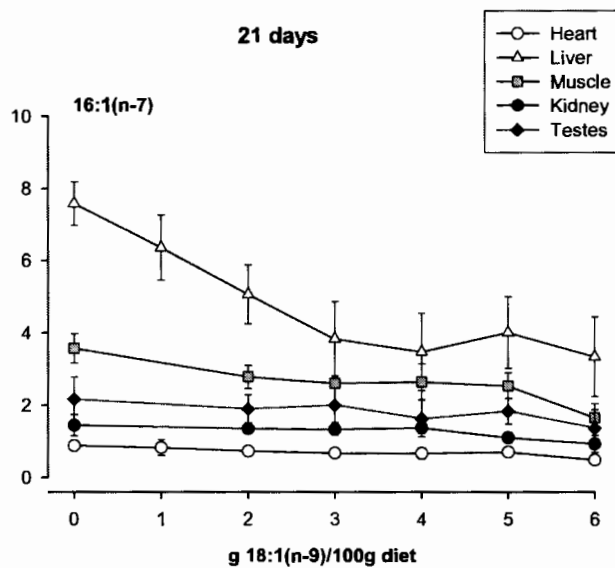 21 days
Heart
Liver
Muscle
Kidney
Testes
16:1(n-7)
10
8
6
4
2
0
0 1 2 3 4 5 6
g 18:1(n-9)/100g diet